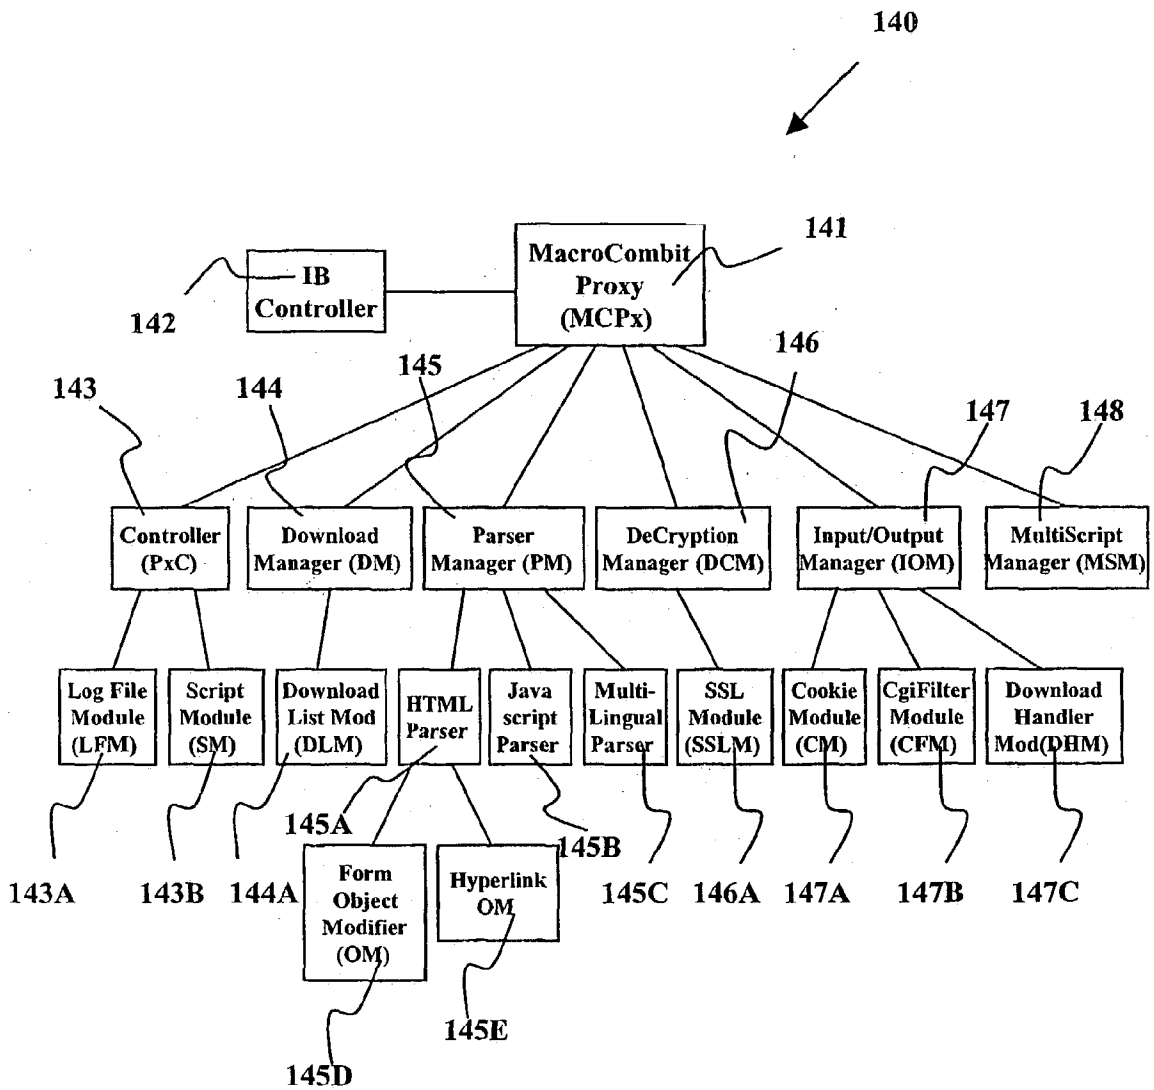 140
141
MacroCombit
Proxy
(MCPx)
IB
Controller
142
143
144
145
146
147
148
Controller
(PxC)
Download
Manager (DM)
Parser
Manager (PM)
DeCryption
Manager (DCM)
Input/Output
Manager (IOM)
MultiScript
Manager (MSM)
Log File
Module
(LFM)
Script
Module
(SM)
Download
List Mod
(DLM)
HTML
Parser
Java
script
Parser
Multi-
Lingual
Parser
SSL
Module
(SSLM)
Cookie
Module
(CM)
CgiFilter
Module
(CFM)
Download
Handler
Mod(DHM)
145A
145B
143A
143B
144A
145C
146A
147A
147B
147C
Form
Object
Modifier
(OM)
Hyperlink
OM
145E
145D